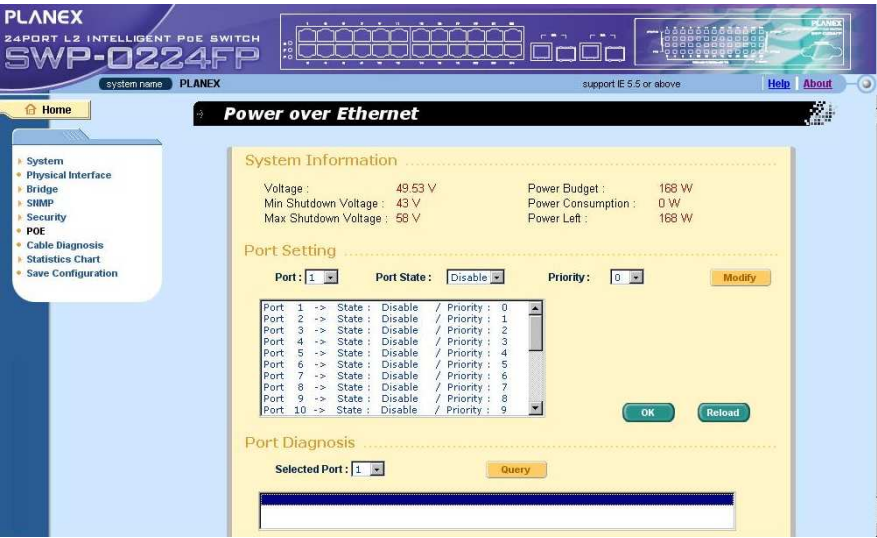 PLANEX
24PORT L2 INTELLIGENT PoE SWITCH
SWP-0224FP
system name PLANEX support IE 5.5 or above Help About
Home
Power over Ethernet
System
Physical Interface
Bridge
SNMP
Security
POE
Cable Diagnosis
Statistics Chart
Save Configuration
System Information
Voltage : 49.53 V Power Budget : 168 W
Min Shutdown Voltage : 43 V Power Consumption : 0 W
Max Shutdown Voltage : 58 V Power Left : 168 W
Port Setting
Port : 1 Port State : Disable Priority : 0 Modify
Port 1 -> State : Disable / Priority : 0
Port 2 -> State : Disable / Priority : 1
Port 3 -> State : Disable / Priority : 2
Port 4 -> State : Disable / Priority : 3
Port 5 -> State : Disable / Priority : 4
Port 6 -> State : Disable / Priority : 5
Port 7 -> State : Disable / Priority : 6
Port 8 -> State : Disable / Priority : 7
Port 9 -> State : Disable / Priority : 8
Port 10 -> State : Disable / Priority : 9
OK Reload
Port Diagnosis
Selected Port : 1 Query